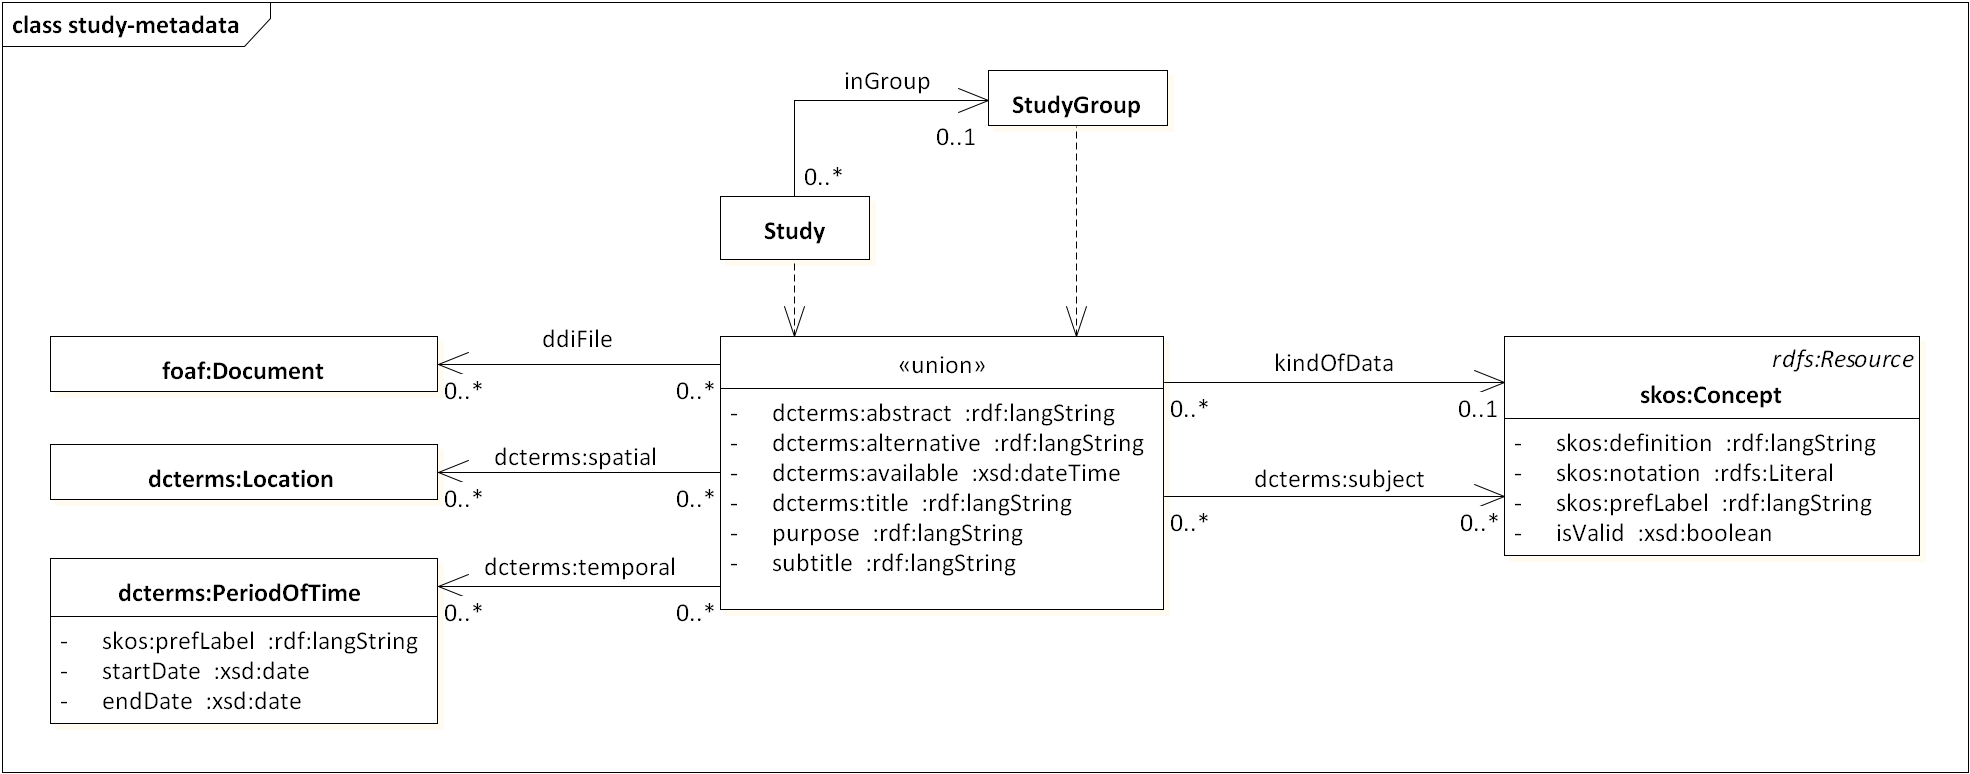 class study-metadata
inGroup
StudyGroup
0..1
0..*
Study
ddiFile
foaf:Document
0..*
0..*
dcterms:spatial
dcterms:Location
0..*
0..*
dcterms:temporal
dcterms:PeriodOfTime
0..*
0..*
- skos:prefLabel :rdf:langString
- startDate :xsd:date
- endDate :xsd:date
«union»
- dcterms:abstract :rdf:langString
- dcterms:alternative :rdf:langString
- dcterms:available :xsd:dateTime
- dcterms:title :rdf:langString
- purpose :rdf:langString
- subtitle :rdf:langString
kindOfData
0..*
0..1
dcterms:subject
0..*
0..*
rdfs:Resource
skos:Concept
- skos:definition :rdf:langString
- skos:notation :rdfs:Literal
- skos:prefLabel :rdf:langString
- isValid :xsd:boolean